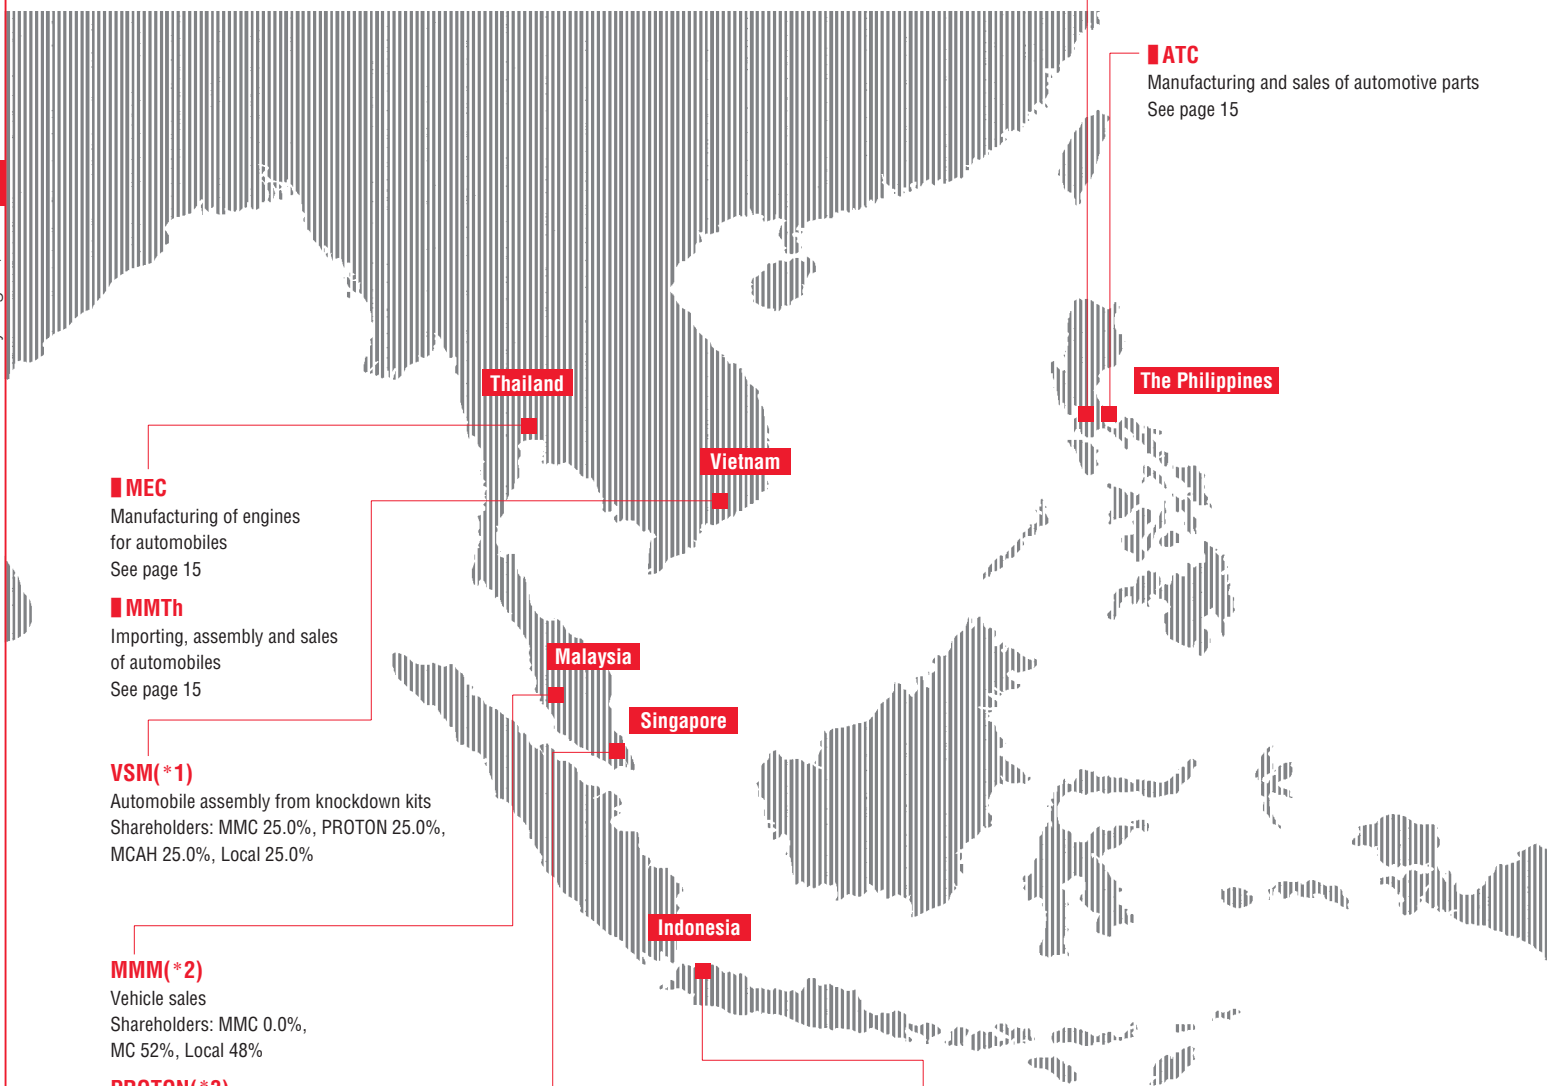 ATC
Manufacturing and sales of automotive parts
See page 15
Thailand
The Philippines
Vietnam
MEC
Manufacturing of engines
for automobiles
See page 15
MMTh
Importing, assembly and sales
of automobiles
See page 15
Malaysia
Singapore
VSM(*1)
Automobile assembly from knockdown kits
Shareholders: MMC 25.0%, PROTON 25.0%,
MCAH 25.0%, Local 25.0%
Indonesia
MMM(*2)
Vehicle sales
Shareholders: MMC 0.0%,
MC 52%, Local 48%
PROTON(*3)